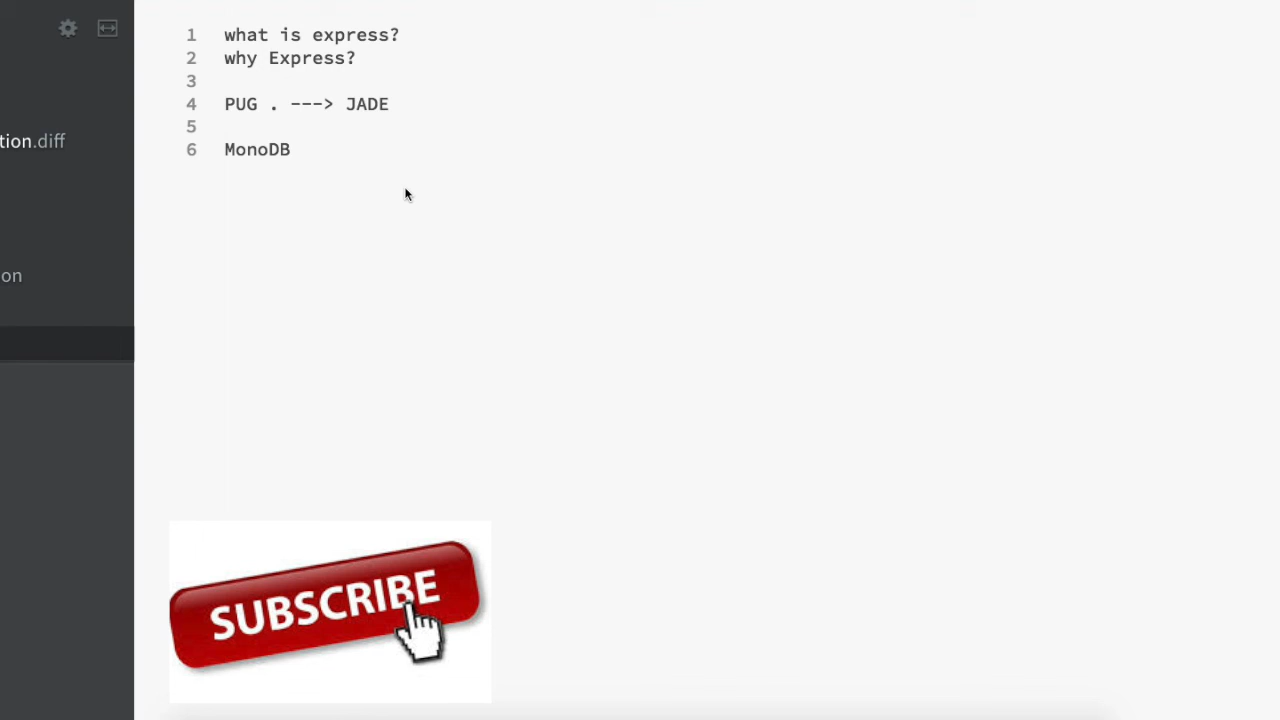 1 what is express?
2 why Express?
3
4 PUG . ---> JADE
5
6 MonoDB
tion.diff
on
SUBSCRIBE